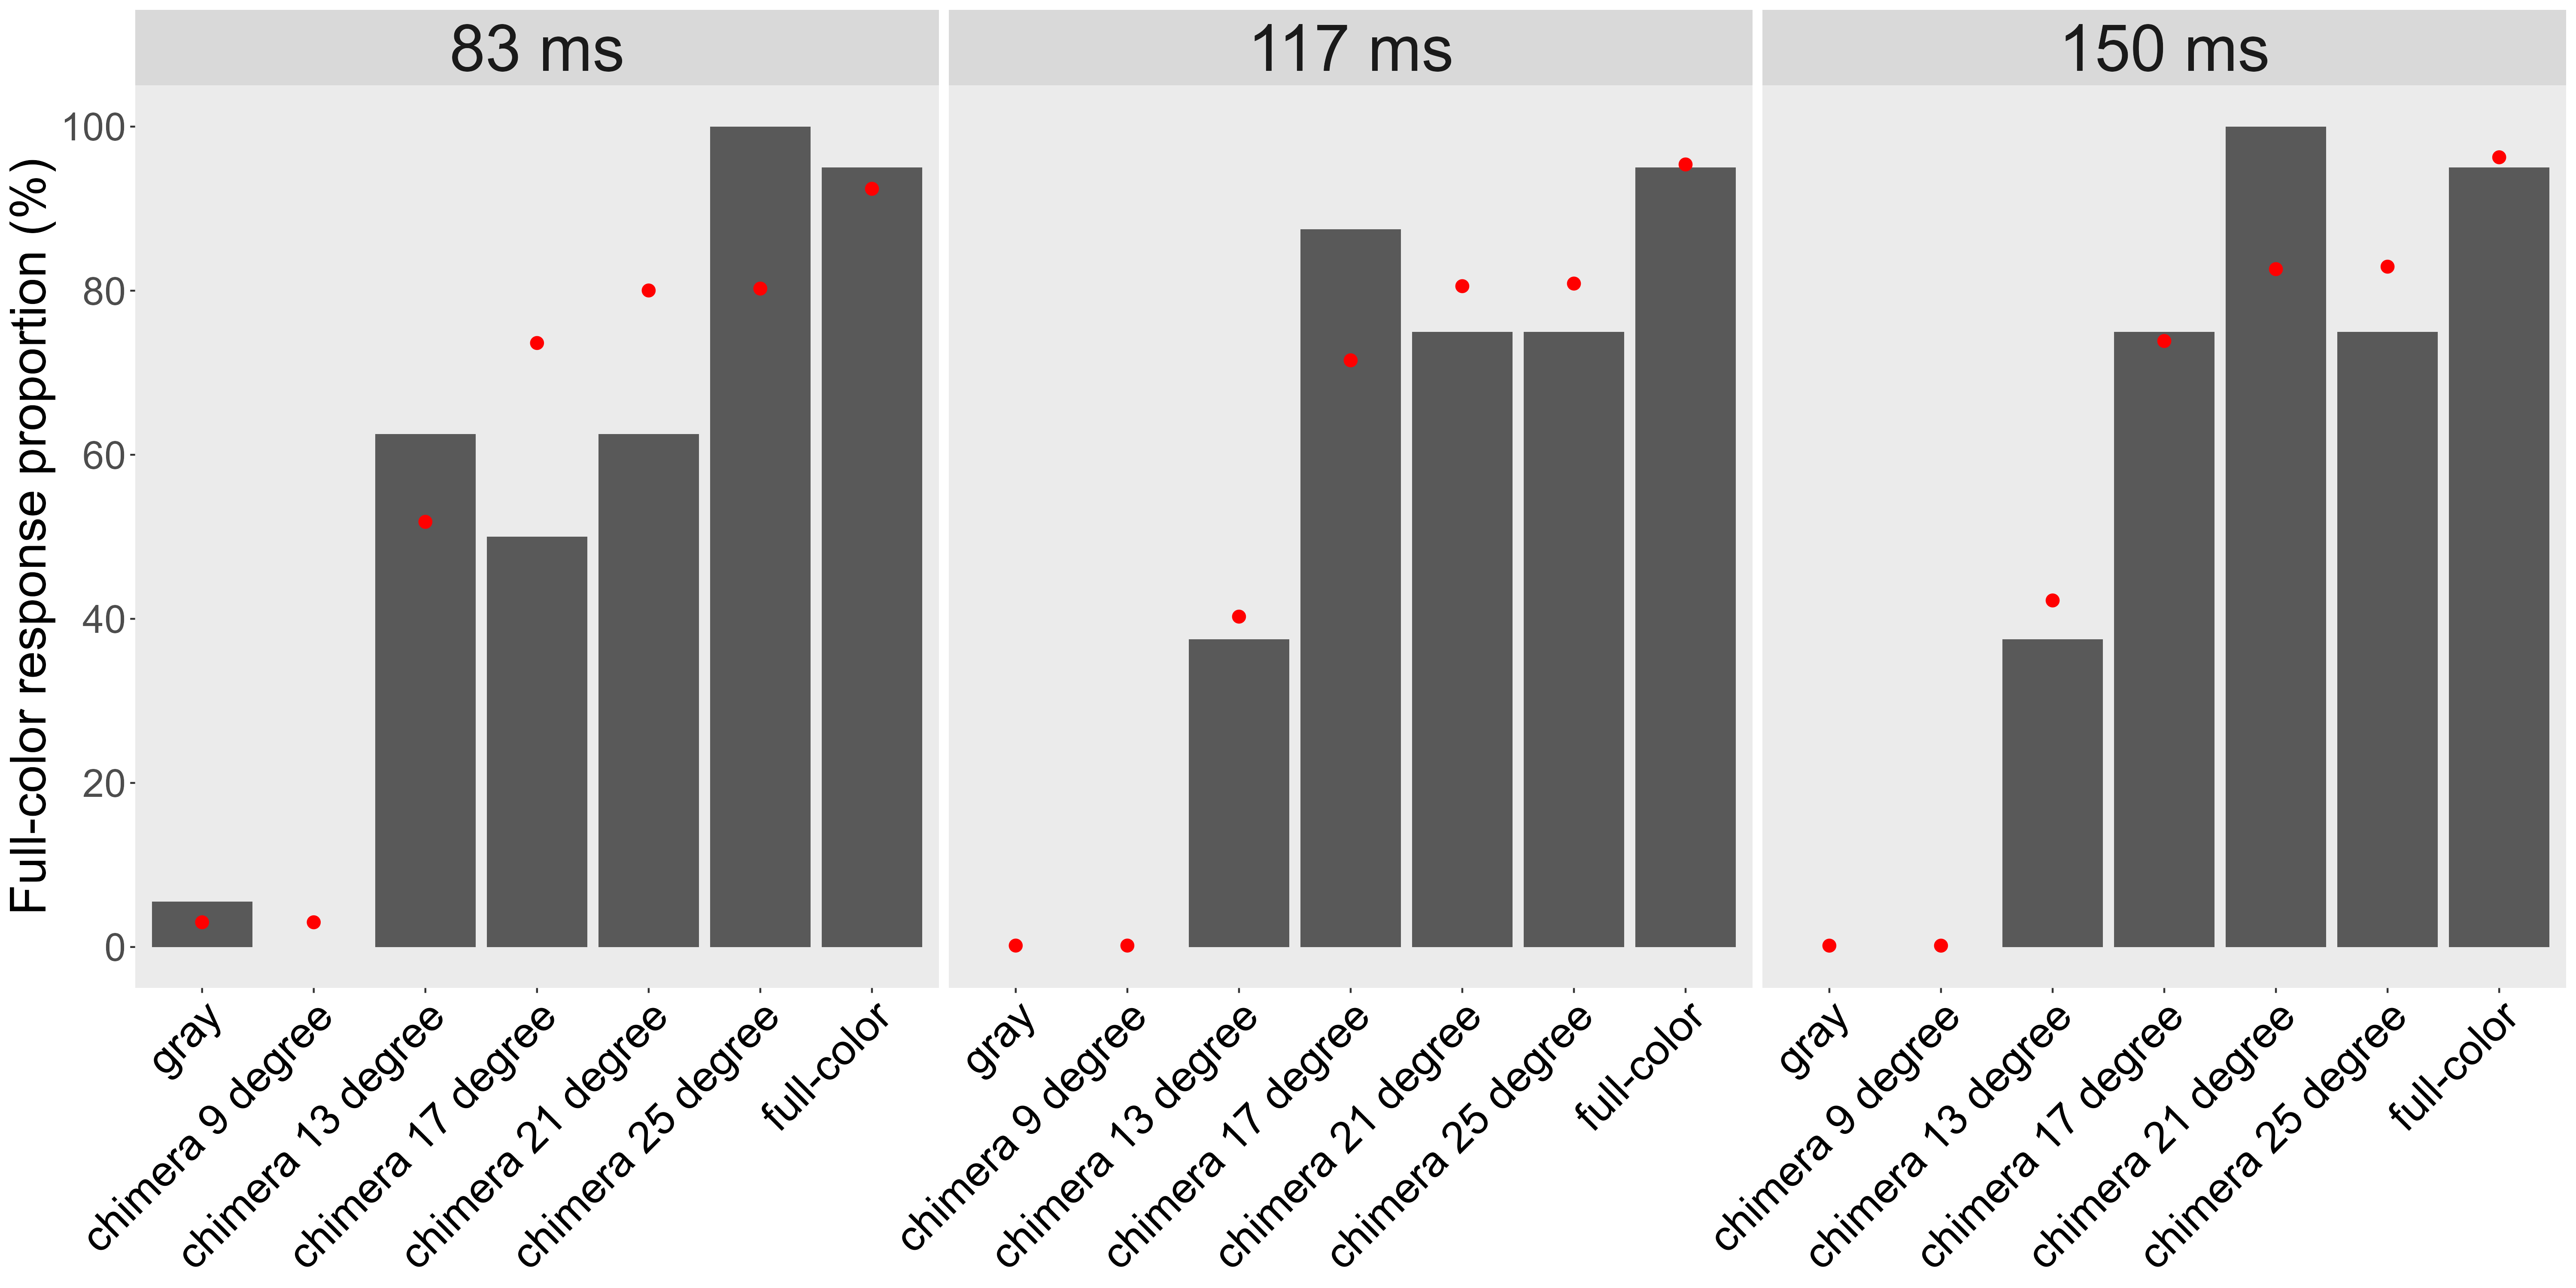 83 ms
117 ms
150 ms
Full-color response proportion (%)
100
80
60
40
20
0
gray
chimera 9 degree
chimera 13 degree
chimera 17 degree
chimera 21 degree
chimera 25 degree
full-color
gray
chimera 9 degree
chimera 13 degree
chimera 17 degree
chimera 21 degree
chimera 25 degree
full-color
gray
chimera 9 degree
chimera 13 degree
chimera 17 degree
chimera 21 degree
chimera 25 degree
full-color